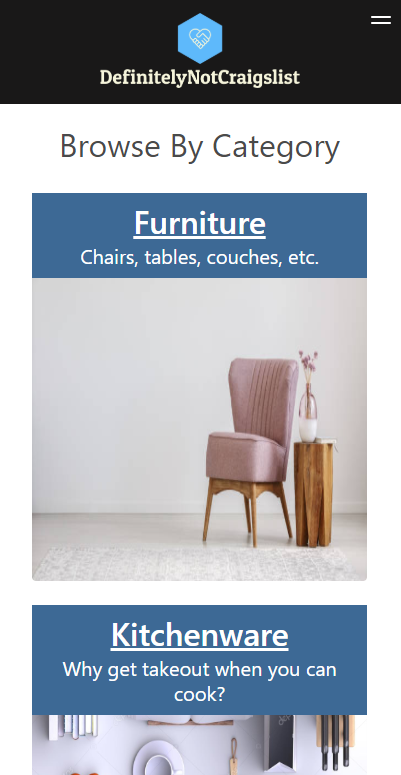 DefinitelyNotCraigslist
Browse By Category
Furniture
Chairs, tables, couches, etc.
Kitchenware
Why get takeout when you can
cook?